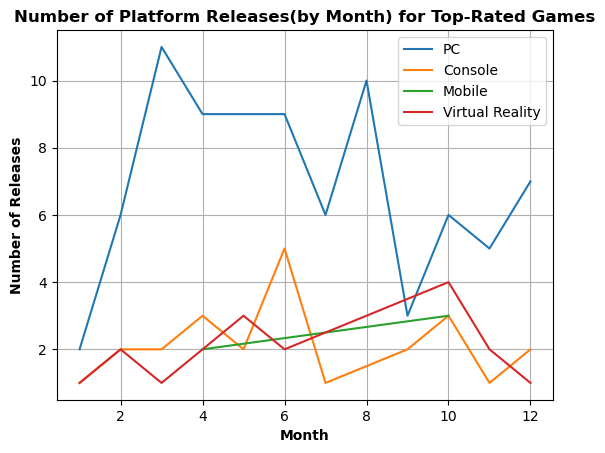 Number of Platform Releases(by Month) for Top-Rated Games
PC
Console
Mobile
Virtual Reality
Number of Releases
10
8
6
4
2
2 4 6 8 10 12
Month